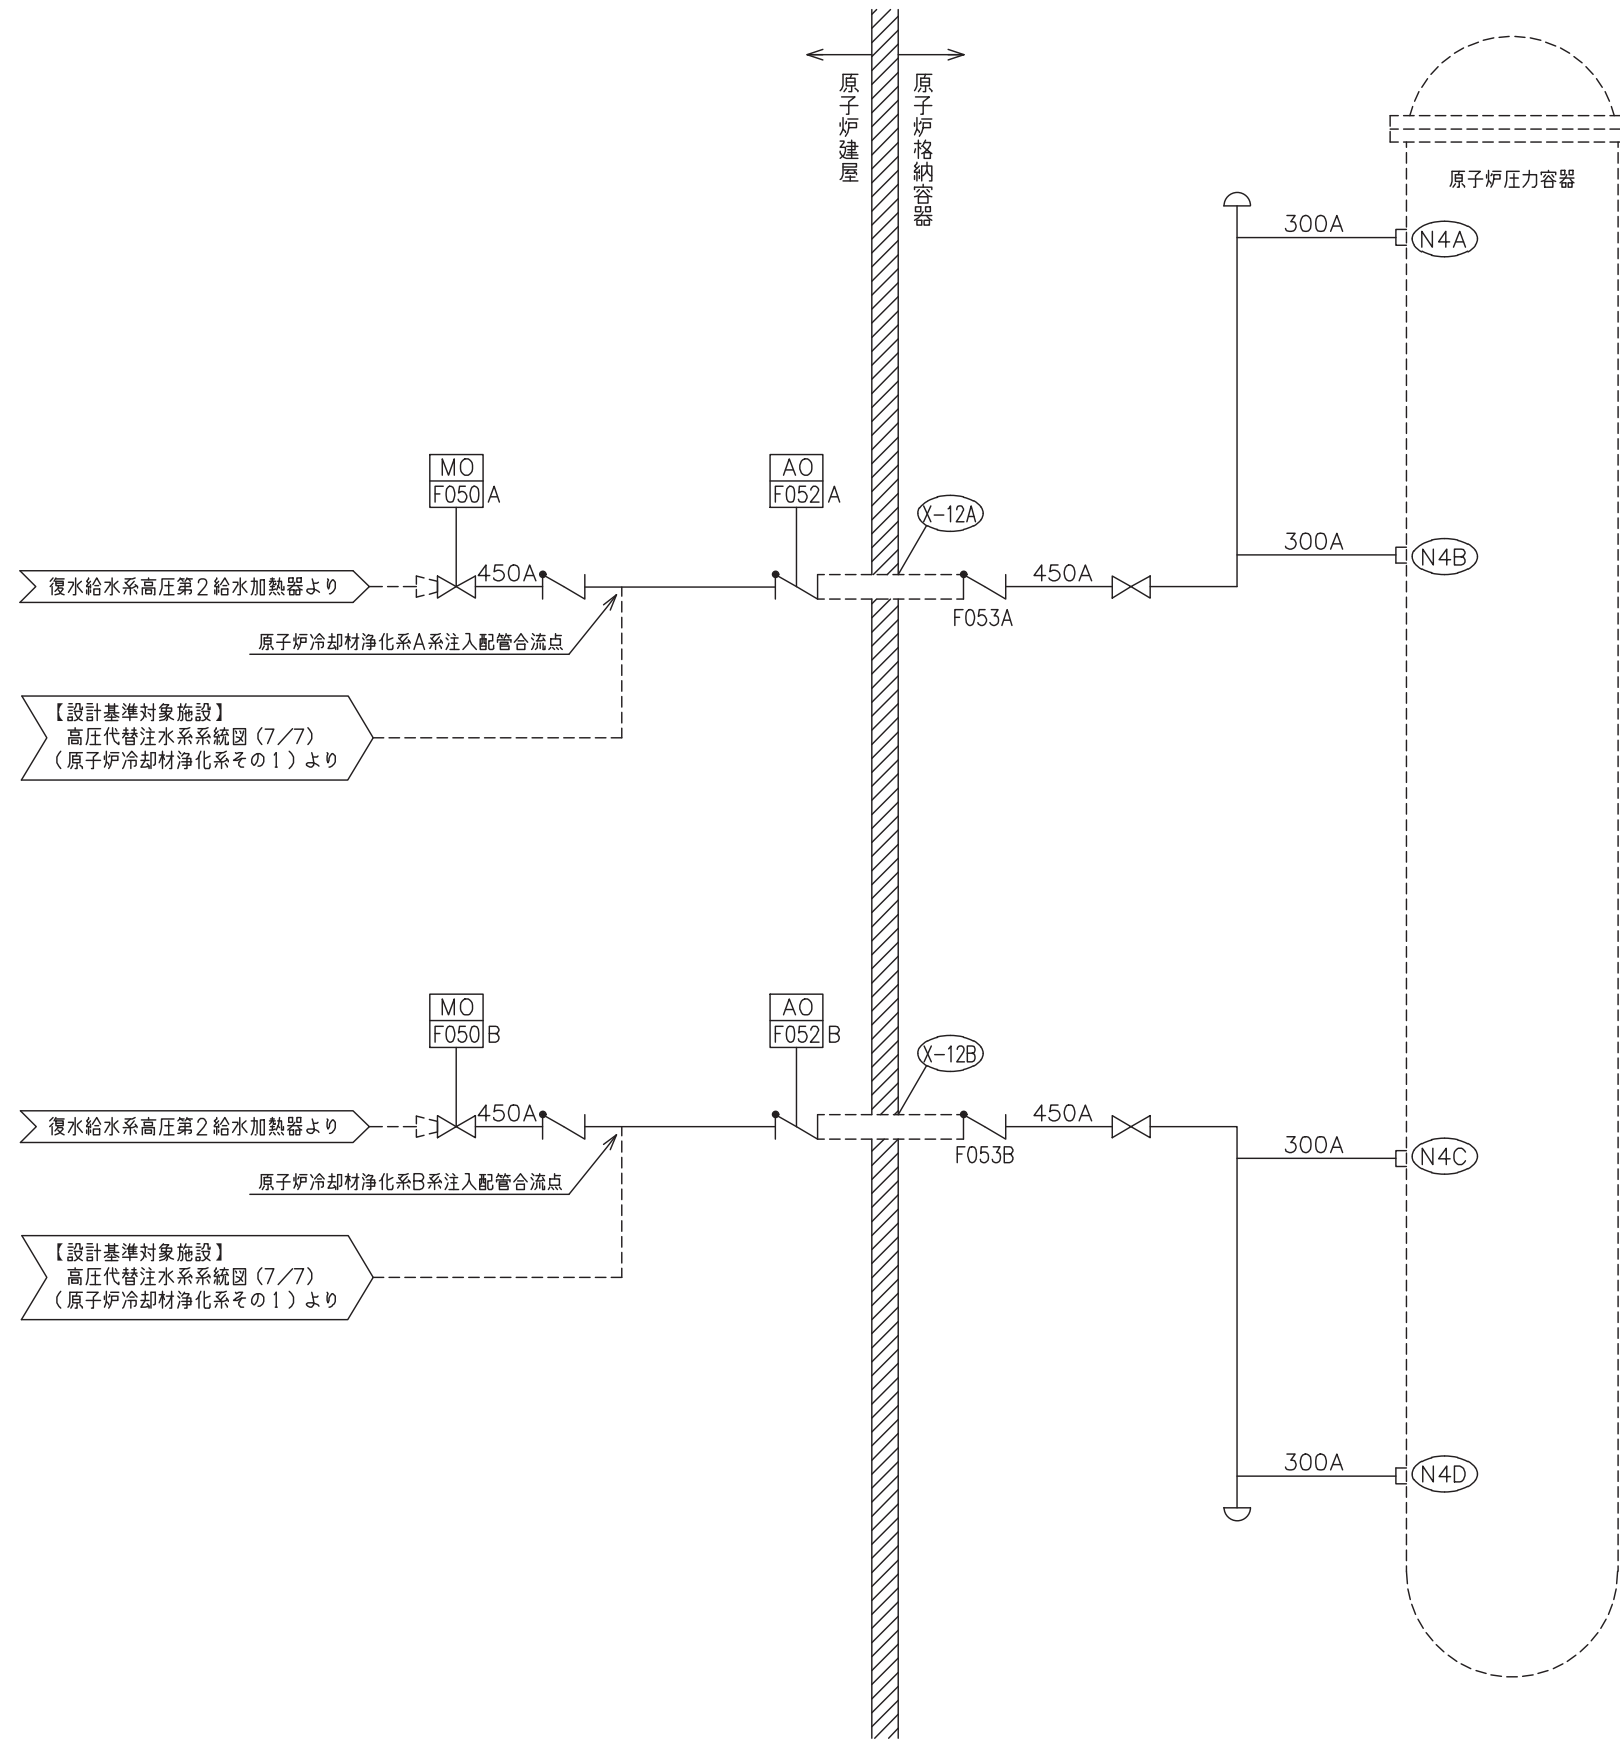 原子炉建屋
原子炉格納容器
原子炉圧力容器
300A
N4A
MO
F050A
AO
F052A
X-12A
300A
N4B
復水給水系高圧第2給水加熱器より
450A
450A
F053A
原子炉冷却材浄化系A系注入配管合流点
【設計基準対象施設】
高圧代替注水系系統図(7/7)
(原子炉冷却材浄化系その1)より
MO
F050B
AO
F052B
X-12B
復水給水系高圧第2給水加熱器より
450A
450A
F053B
300A
N4C
原子炉冷却材浄化系B系注入配管合流点
【設計基準対象施設】
高圧代替注水系系統図(7/7)
(原子炉冷却材浄化系その1)より
300A
N4D